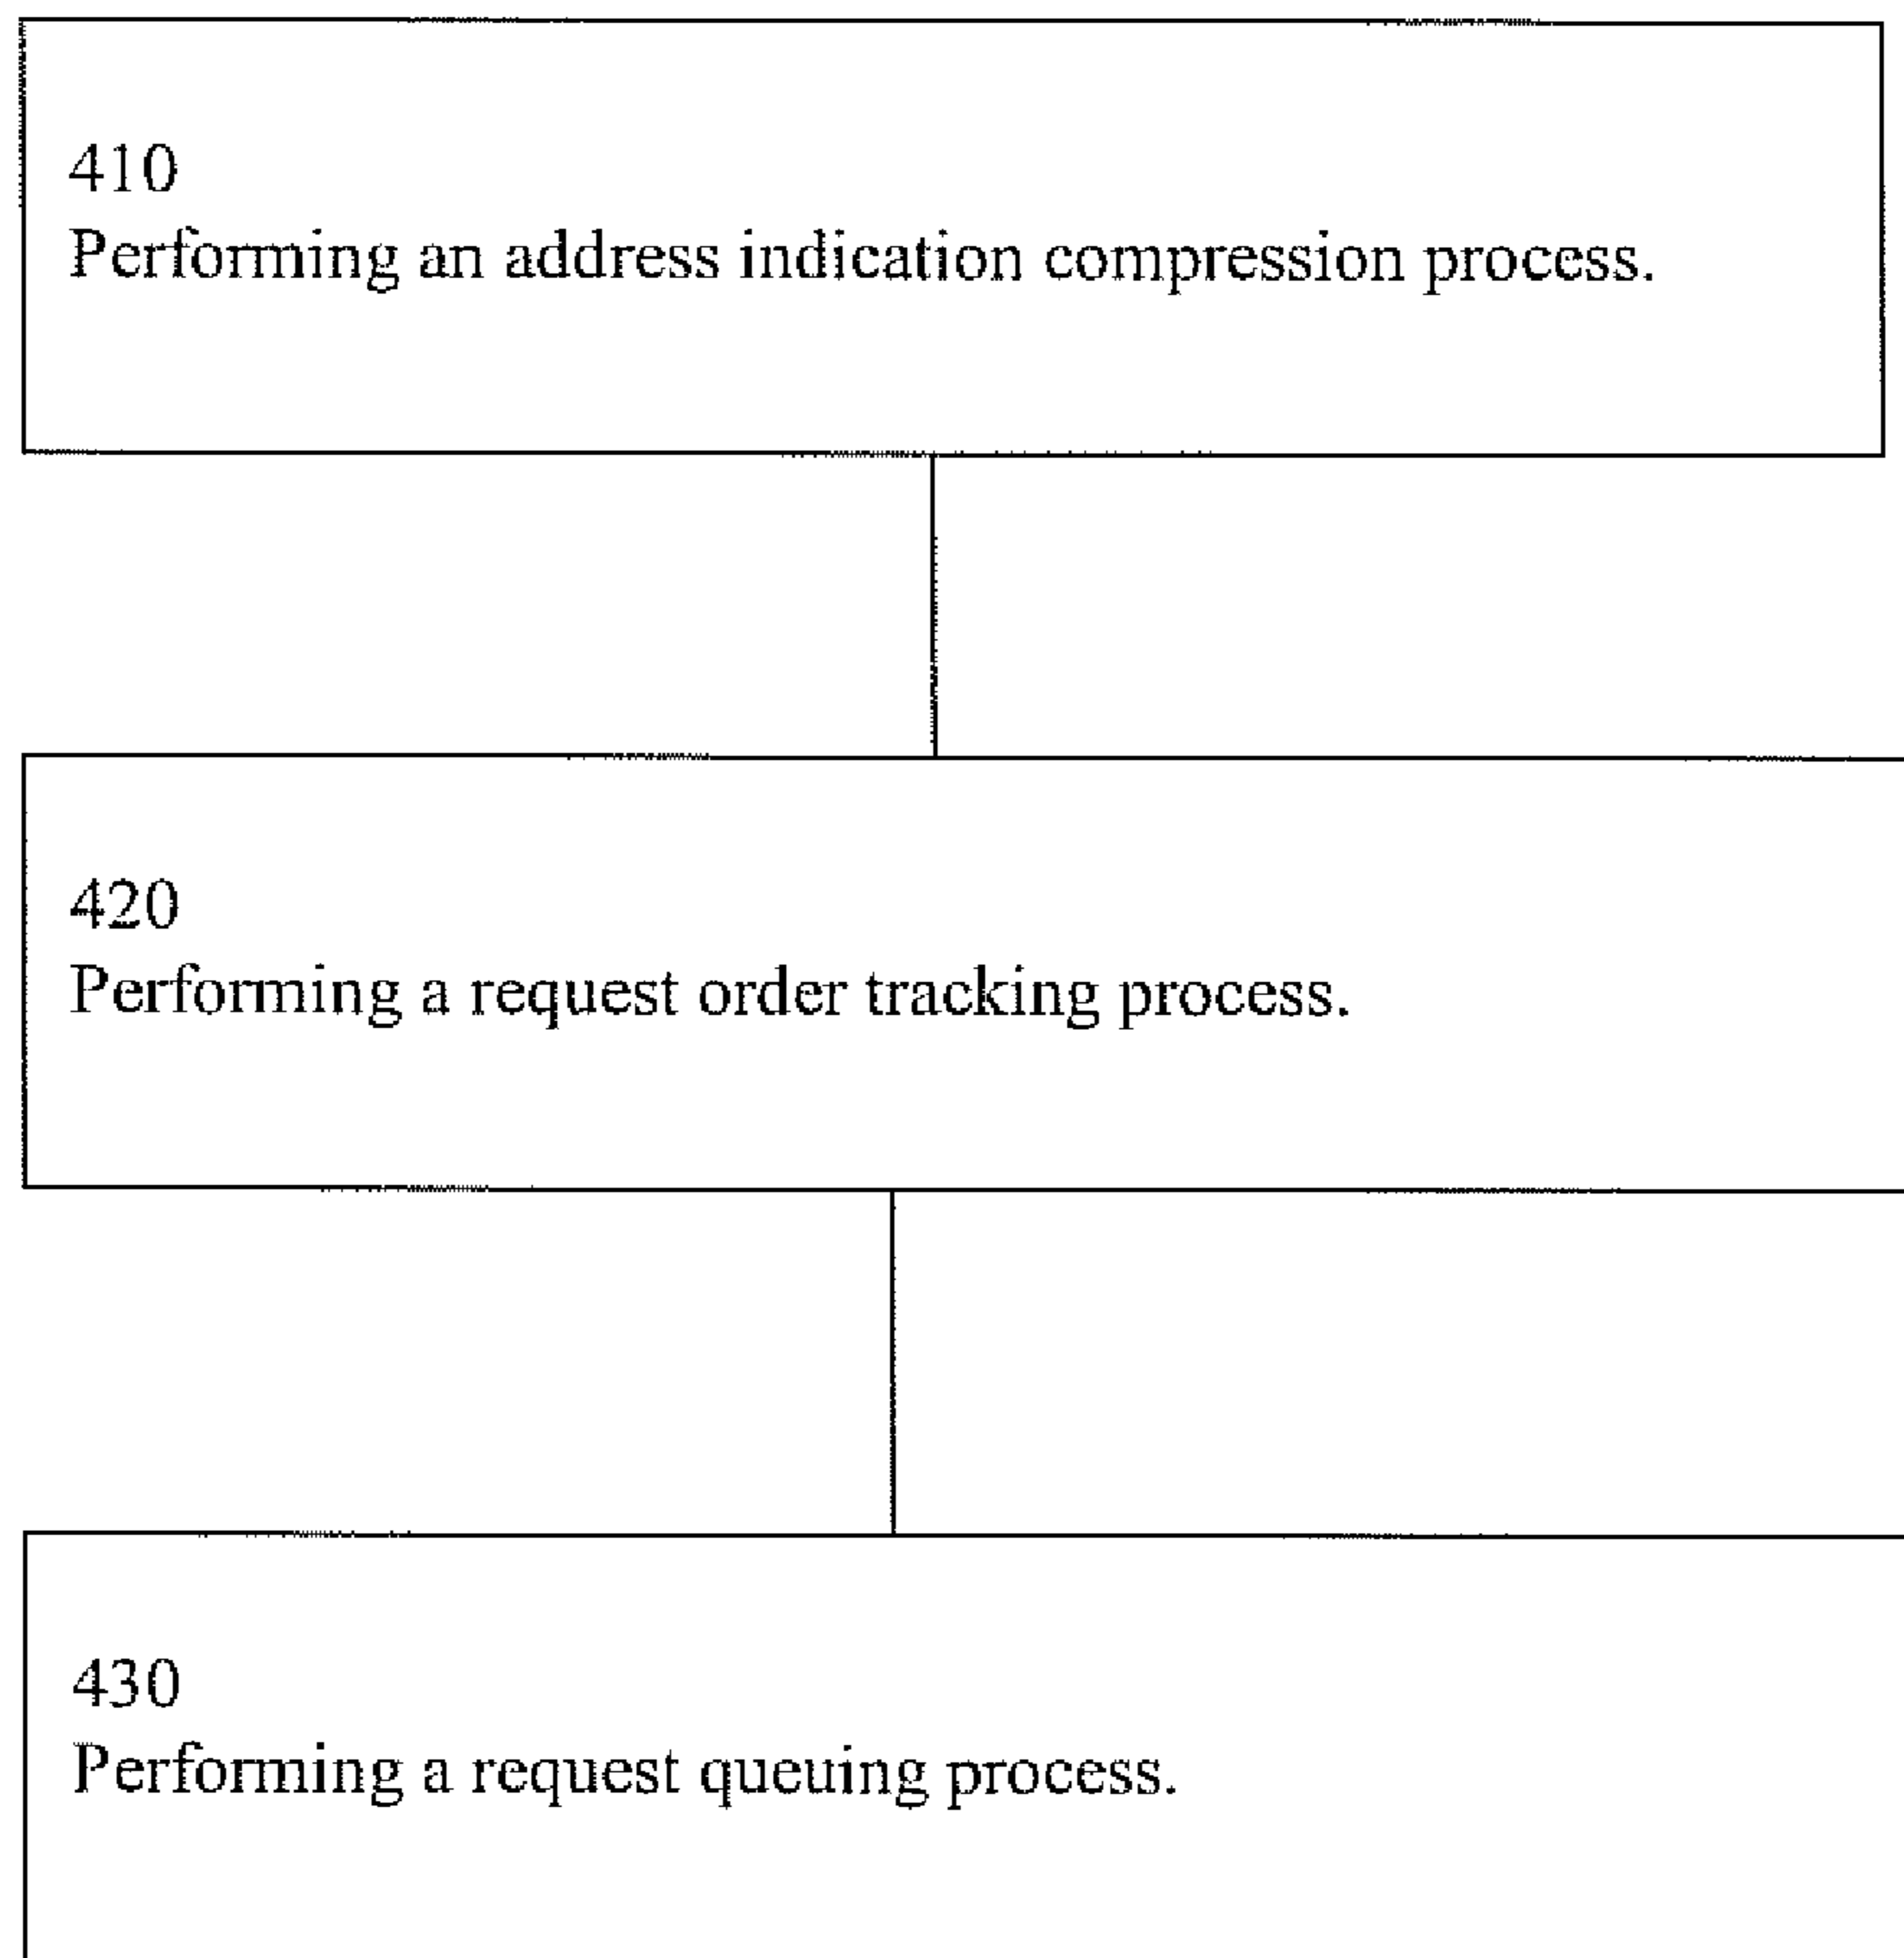 410
Performing an address indication compression process.
420
Performing a request order tracking process.
430
Performing a request queuing process.